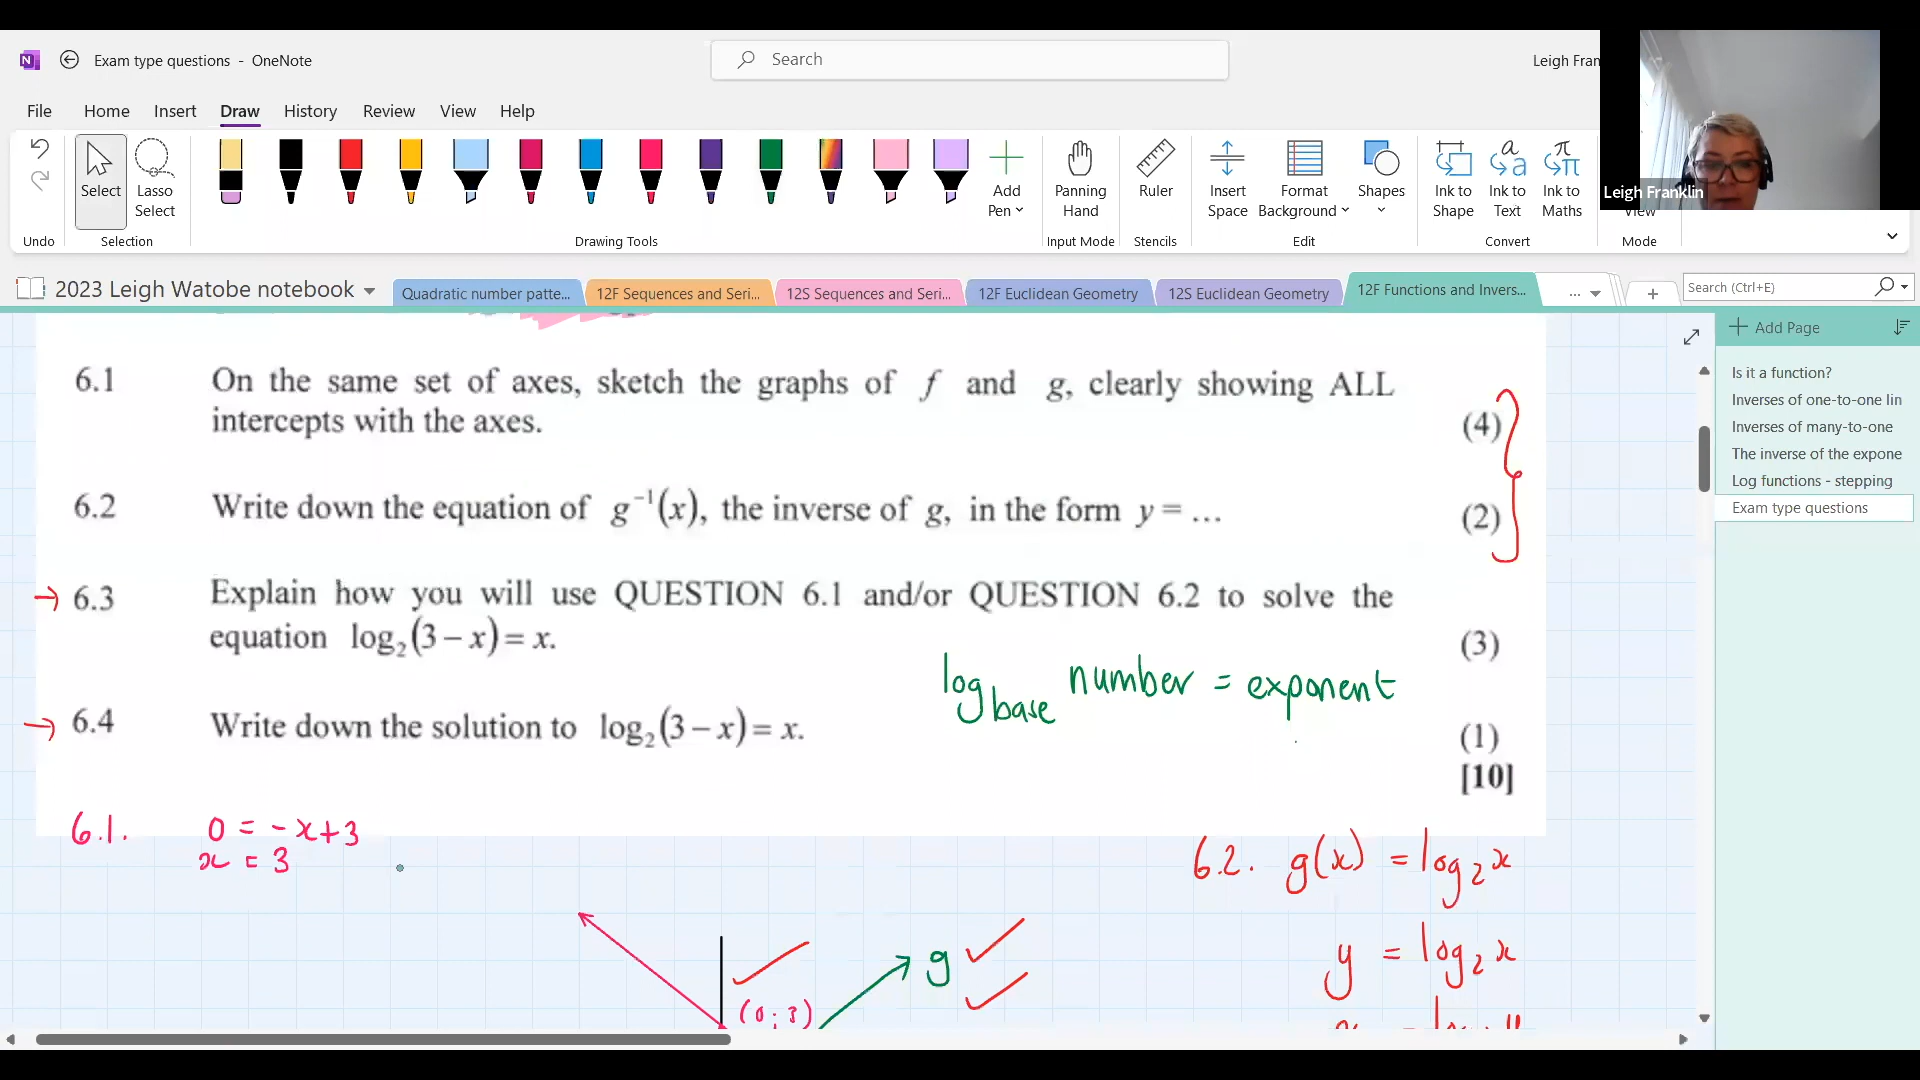 Exam type questions - OneNote
Search
Leigh Fran
Leigh Franklin
File Home Insert Draw History Review View Help
Select
Lasso Select
Add Pen
Panning Hand
Ruler
Insert Space
Format Background
Shapes
Ink to Shape
Ink to Text
Ink to Maths
View
Undo Selection Drawing Tools Input Mode Stencils Edit Convert Mode
2023 Leigh Watobe notebook
Quadratic number patte... 12F Sequences and Seri... 12S Sequences and Seri... 12F Euclidean Geometry 12S Euclidean Geometry 12F Functions and Invers... ...
Search (Ctrl+E)
Add Page
Is it a function?
Inverses of one-to-one lin
Inverses of many-to-one
The inverse of the expone
Log functions - stepping
Exam type questions
6.1 On the same set of axes, sketch the graphs of f and g, clearly showing ALL
intercepts with the axes. (4)
6.2 Write down the equation of g⁻¹(x), the inverse of g, in the form y = ... (2)
→ 6.3 Explain how you will use QUESTION 6.1 and/or QUESTION 6.2 to solve the
equation log₂(3 − x) = x. (3)
log base number = exponent
→ 6.4 Write down the solution to log₂(3 − x) = x. (1)
[10]
6.1. 0 = -x+3
x = 3
6.2. g(x) = log₂x
g
y = log₂x
(0;3)